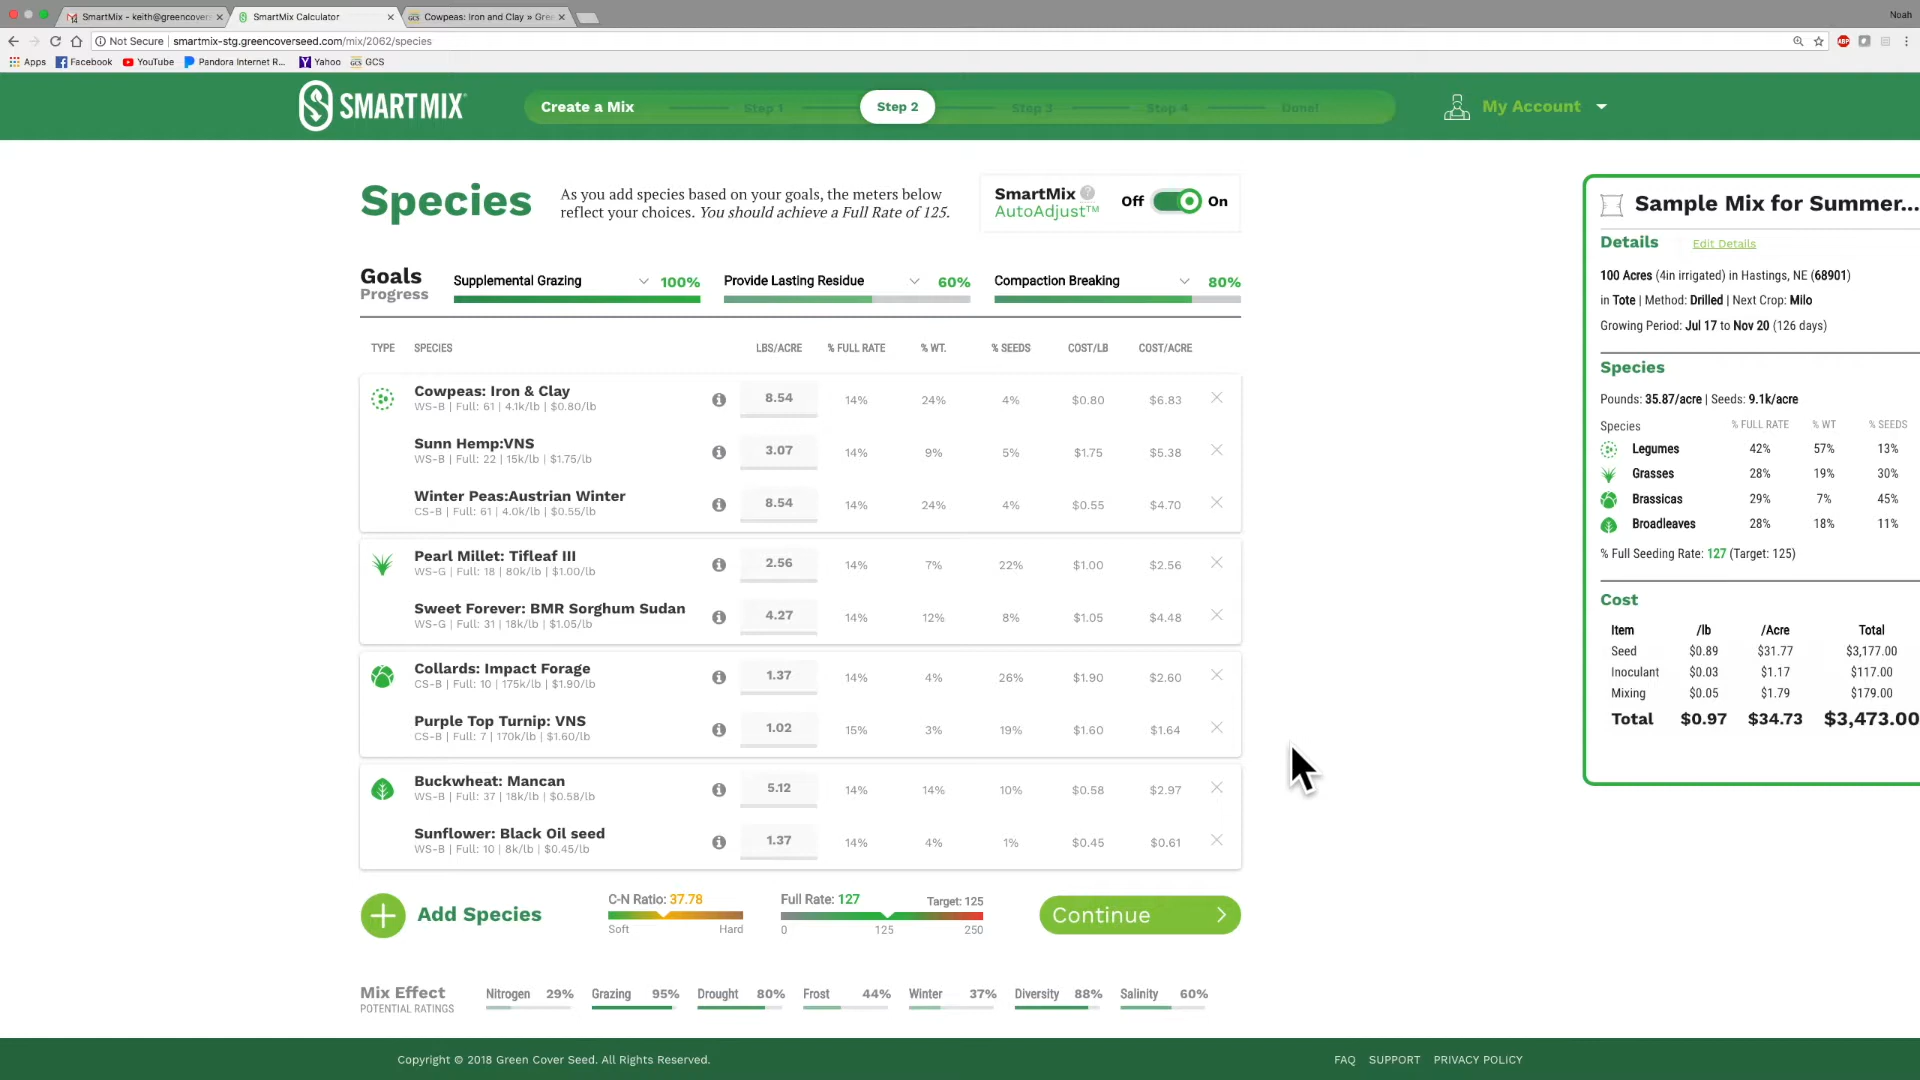 SmartMix - keith@greencovers
SmartMix Calculator
Cowpeas: Iron and Clay » Gree
Noah
Not Secure | smartmix-stg.greencoverseed.com/mix/2062/species
Apps Facebook YouTube Pandora Internet R... Yahoo GCS
SMARTMIX
Create a Mix Step 1 Step 2 Step 3 Step 4 Done!
My Account
Species
As you add species based on your goals, the meters below
reflect your choices. You should achieve a Full Rate of 125.
SmartMix ?
AutoAdjust™
Off On
Goals
Progress
Supplemental Grazing 100% Provide Lasting Residue 60% Compaction Breaking 80%
TYPE SPECIES LBS/ACRE % FULL RATE % WT. % SEEDS COST/LB COST/ACRE
Cowpeas: Iron & Clay 8.54 14% 24% 4% $0.80 $6.83
WS-B | Full: 61 | 4.1k/lb | $0.80/lb
Sunn Hemp:VNS 3.07 14% 9% 5% $1.75 $5.38
WS-B | Full: 22 | 15k/lb | $1.75/lb
Winter Peas:Austrian Winter 8.54 14% 24% 4% $0.55 $4.70
CS-B | Full: 61 | 4.0k/lb | $0.55/lb
Pearl Millet: Tifleaf III 2.56 14% 7% 22% $1.00 $2.56
WS-G | Full: 18 | 80k/lb | $1.00/lb
Sweet Forever: BMR Sorghum Sudan 4.27 14% 12% 8% $1.05 $4.48
WS-G | Full: 31 | 18k/lb | $1.05/lb
Collards: Impact Forage 1.37 14% 4% 26% $1.90 $2.60
CS-B | Full: 10 | 175k/lb | $1.90/lb
Purple Top Turnip: VNS 1.02 15% 3% 19% $1.60 $1.64
CS-B | Full: 7 | 170k/lb | $1.60/lb
Buckwheat: Mancan 5.12 14% 14% 10% $0.58 $2.97
WS-B | Full: 37 | 18k/lb | $0.58/lb
Sunflower: Black Oil seed 1.37 14% 4% 1% $0.45 $0.61
WS-B | Full: 10 | 8k/lb | $0.45/lb
Add Species
C-N Ratio: 37.78
Soft Hard
Full Rate: 127 Target: 125
0 125 250
Continue
Mix Effect
POTENTIAL RATINGS
Nitrogen 29% Grazing 95% Drought 80% Frost 44% Winter 37% Diversity 88% Salinity 60%
Sample Mix for Summer...
Details Edit Details
100 Acres (4in irrigated) in Hastings, NE (68901)
in Tote | Method: Drilled | Next Crop: Milo
Growing Period: Jul 17 to Nov 20 (126 days)
Species
Pounds: 35.87/acre | Seeds: 9.1k/acre
Species % FULL RATE % WT % SEEDS
Legumes 42% 57% 13%
Grasses 28% 19% 30%
Brassicas 29% 7% 45%
Broadleaves 28% 18% 11%
% Full Seeding Rate: 127 (Target: 125)
Cost
Item /lb /Acre Total
Seed $0.89 $31.77 $3,177.00
Inoculant $0.03 $1.17 $117.00
Mixing $0.05 $1.79 $179.00
Total $0.97 $34.73 $3,473.00
Copyright © 2018 Green Cover Seed. All Rights Reserved.
FAQ SUPPORT PRIVACY POLICY